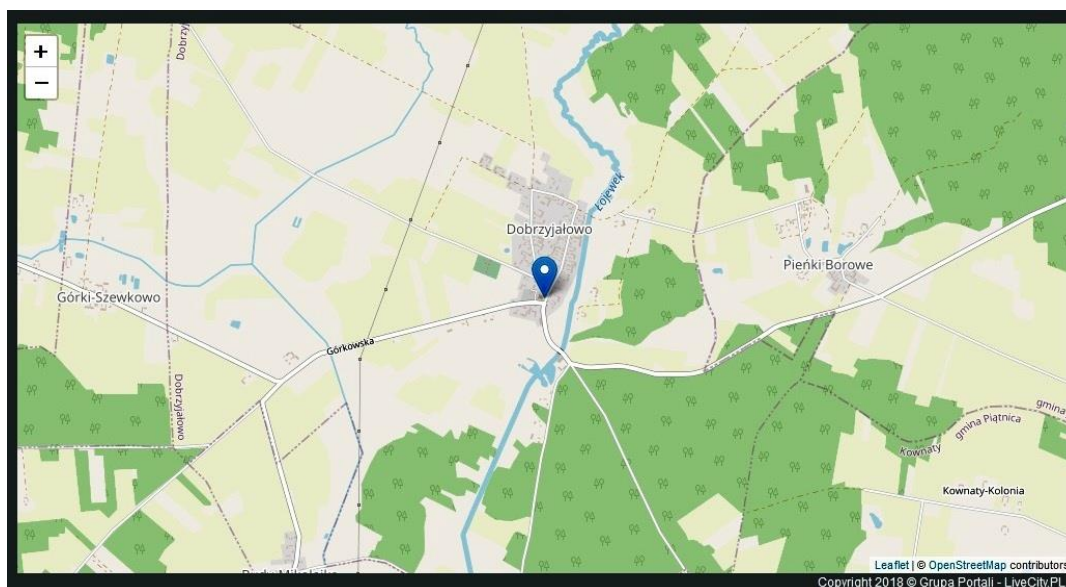 +
−
Dobrzyjałowo
Łojewek
Dobrzyjałowo
Pieńki Borowe
Górki-Szewkowo
Górkowska
Dobrzyjałowo
gmina
gmina Piątnica
Kownaty
Kownaty-Kolonia
Leaflet | © OpenStreetMap contributors
Copyright 2018 © Grupa Portali - LiveCity.PL